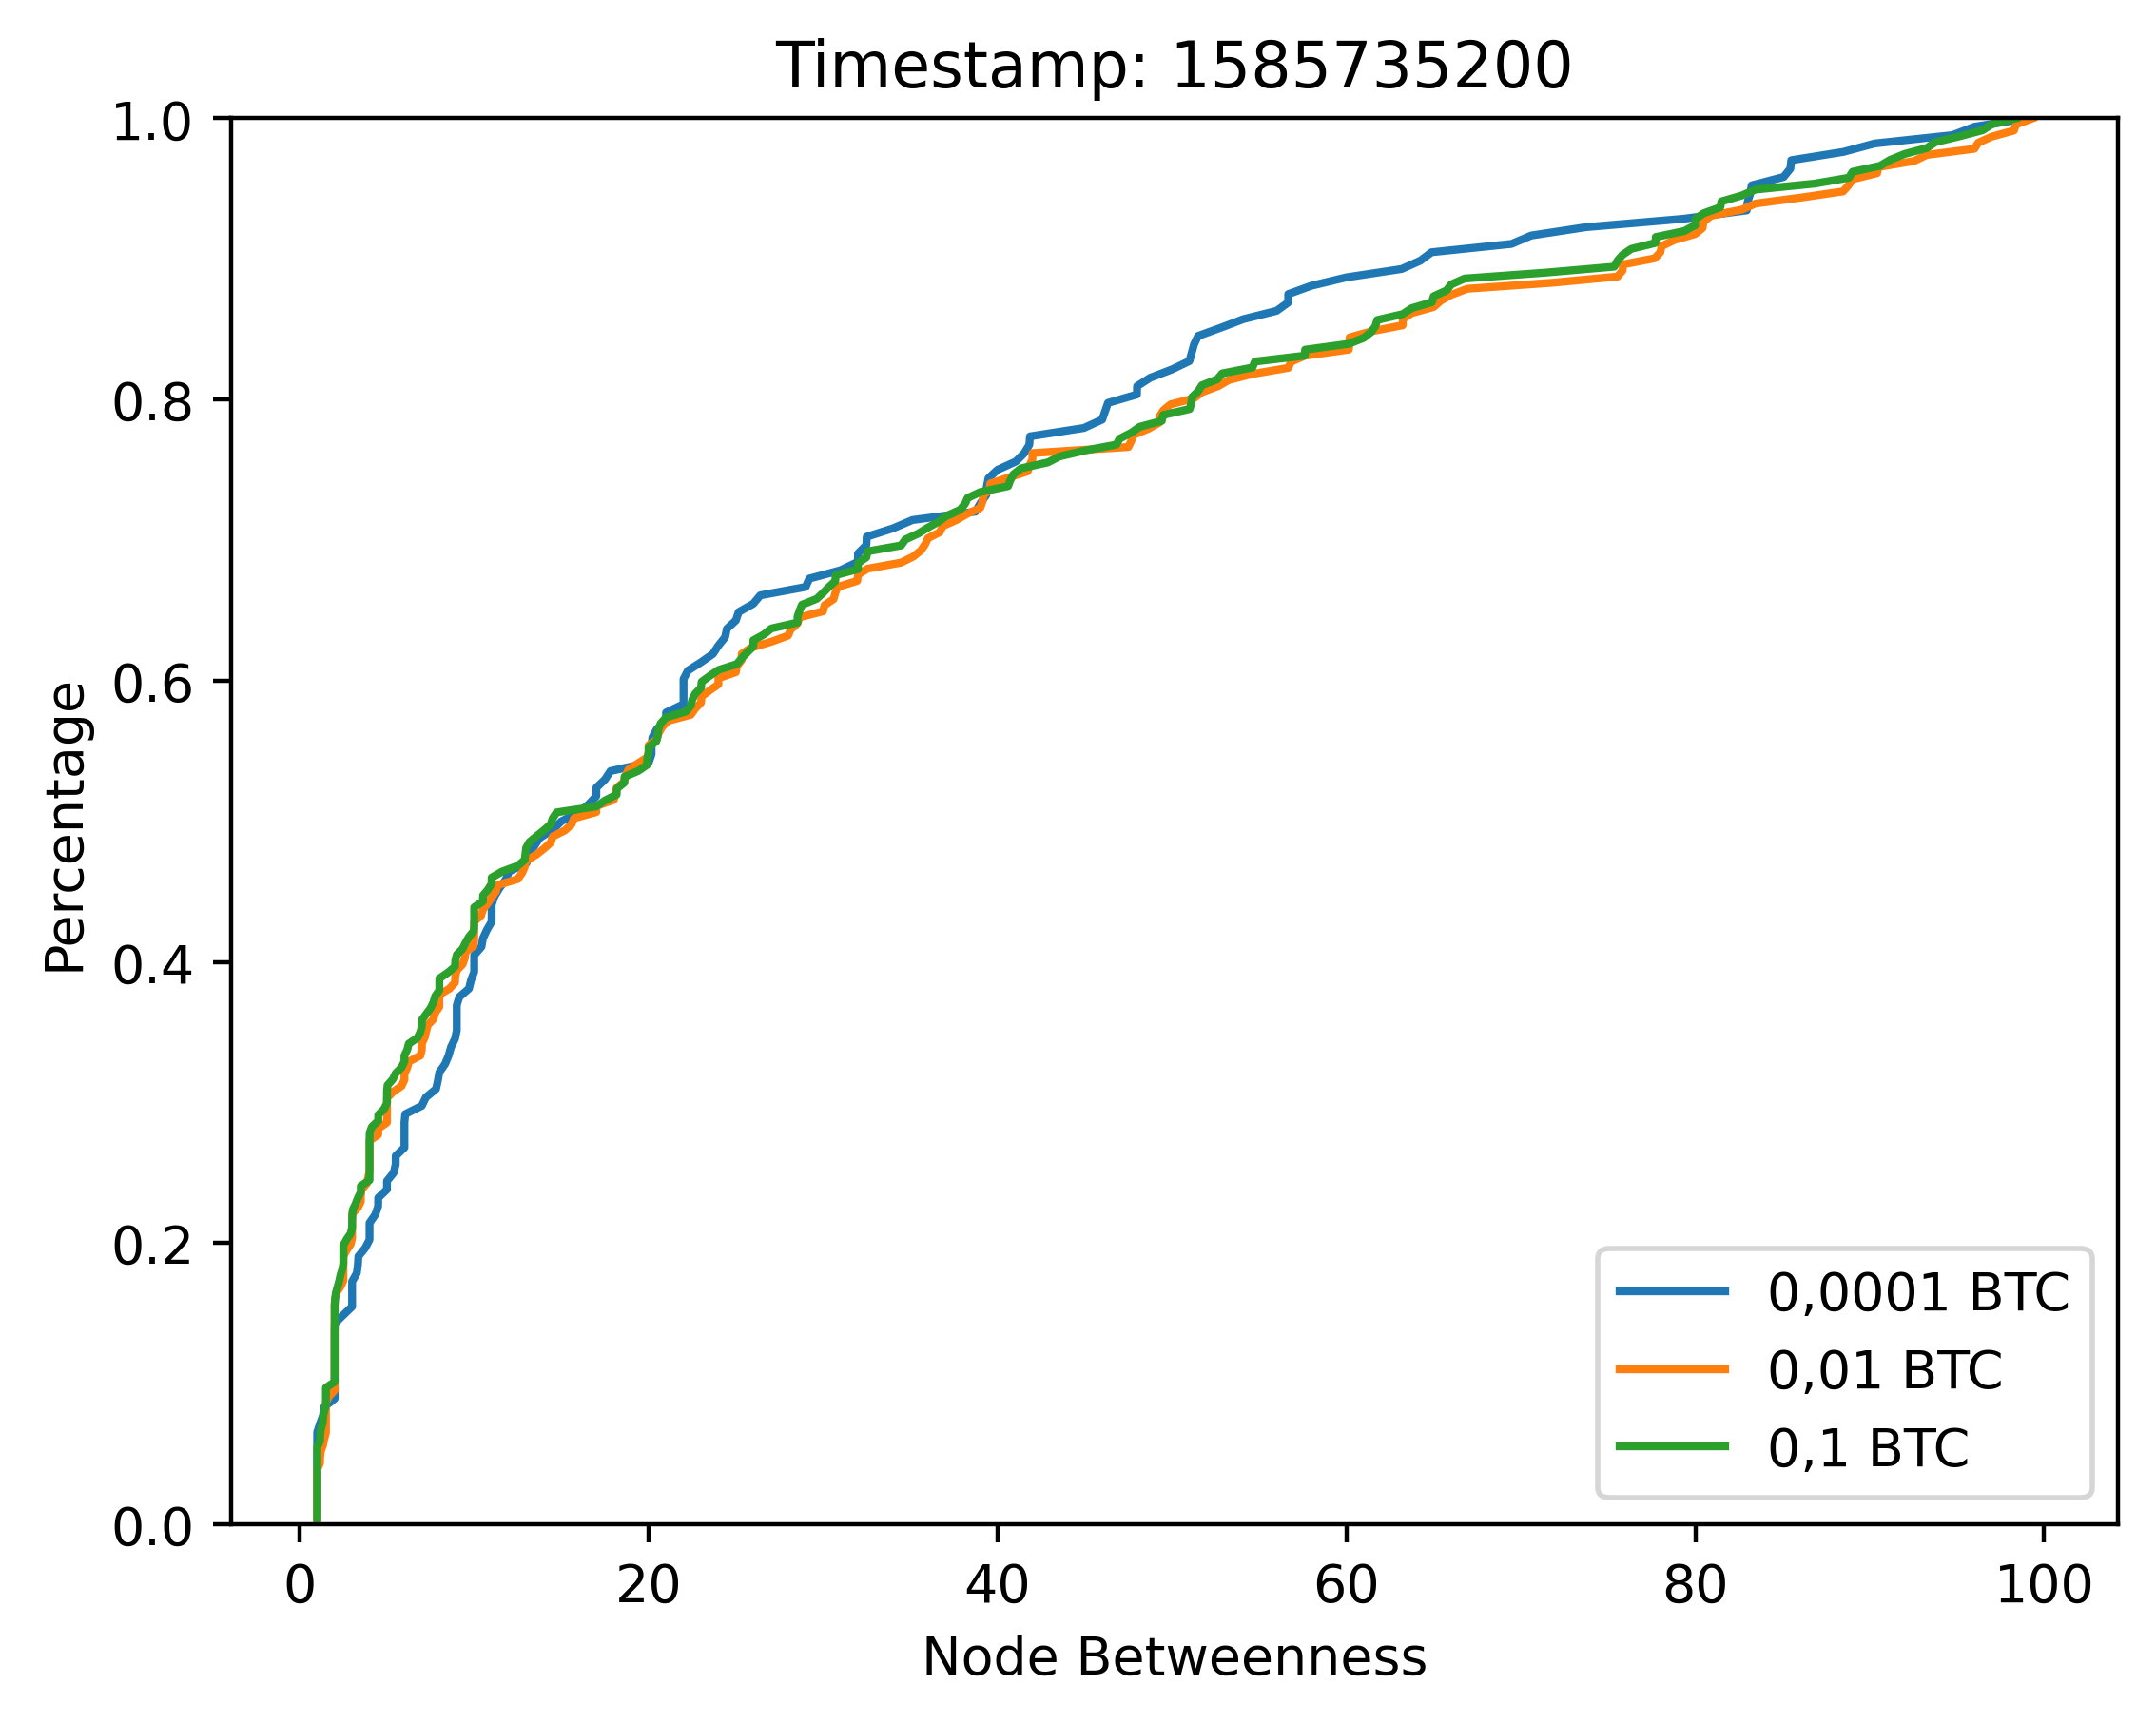 Timestamp: 1585735200
1.0
0.8
0.6
0.4
0.2
0.0
Percentage
0 20 40 60 80 100
Node Betweenness
0,0001 BTC
0,01 BTC
0,1 BTC